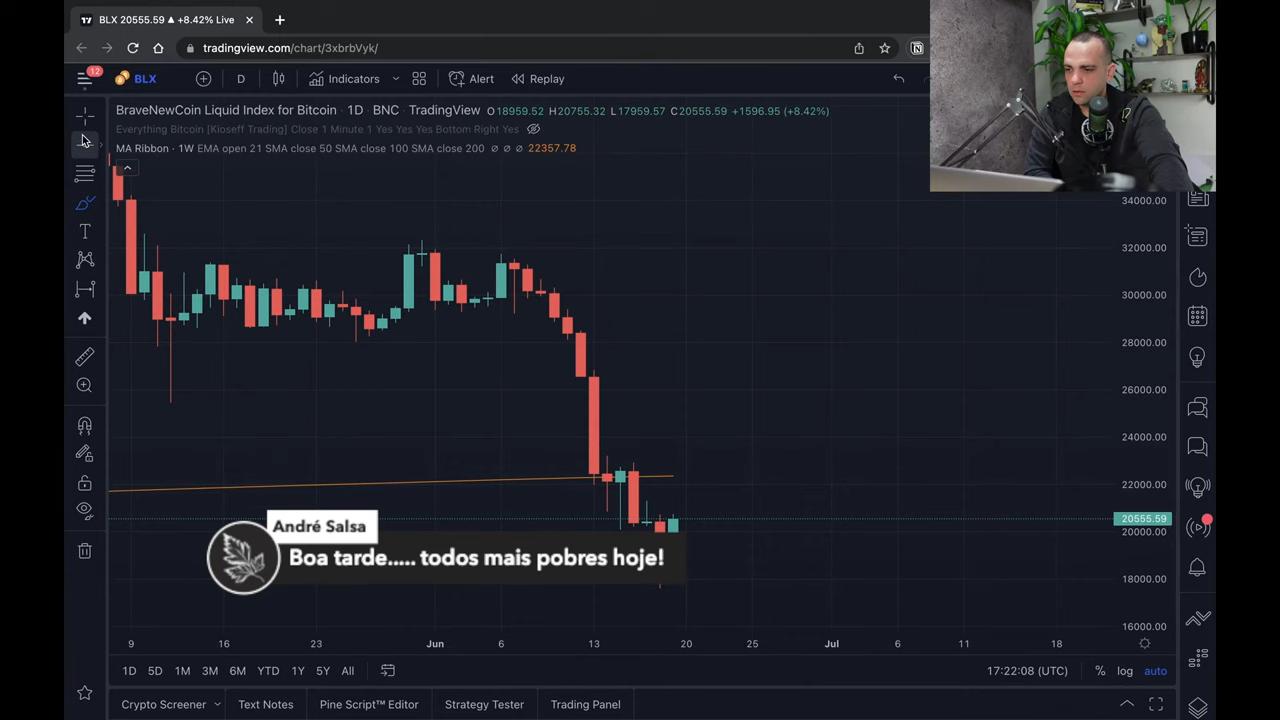 BLX 20555.59 ▲ +8.42% Live
tradingview.com/chart/3xbrbVyk/
12
BLX
D
Indicators
Alert
Replay
BraveNewCoin Liquid Index for Bitcoin · 1D · BNC · TradingView O18959.52 H20755.32 L17959.57 C20555.59 +1596.95 (+8.42%)
Everything Bitcoin [Kioseff Trading] Close 1 Minute 1 Yes Yes Yes Bottom Right Yes
MA Ribbon · 1W EMA open 21 SMA close 50 SMA close 100 SMA close 200 ∅ ∅ ∅ 22357.78
34000.00
32000.00
30000.00
28000.00
26000.00
24000.00
22000.00
20555.59
20000.00
18000.00
16000.00
André Salsa
Boa tarde..... todos mais pobres hoje!
9 16 23 Jun 6 13 20 25 Jul 6 11 18
1D 5D 1M 3M 6M YTD 1Y 5Y All
17:22:08 (UTC) % log auto
Crypto Screener Text Notes Pine Script™ Editor Strategy Tester Trading Panel